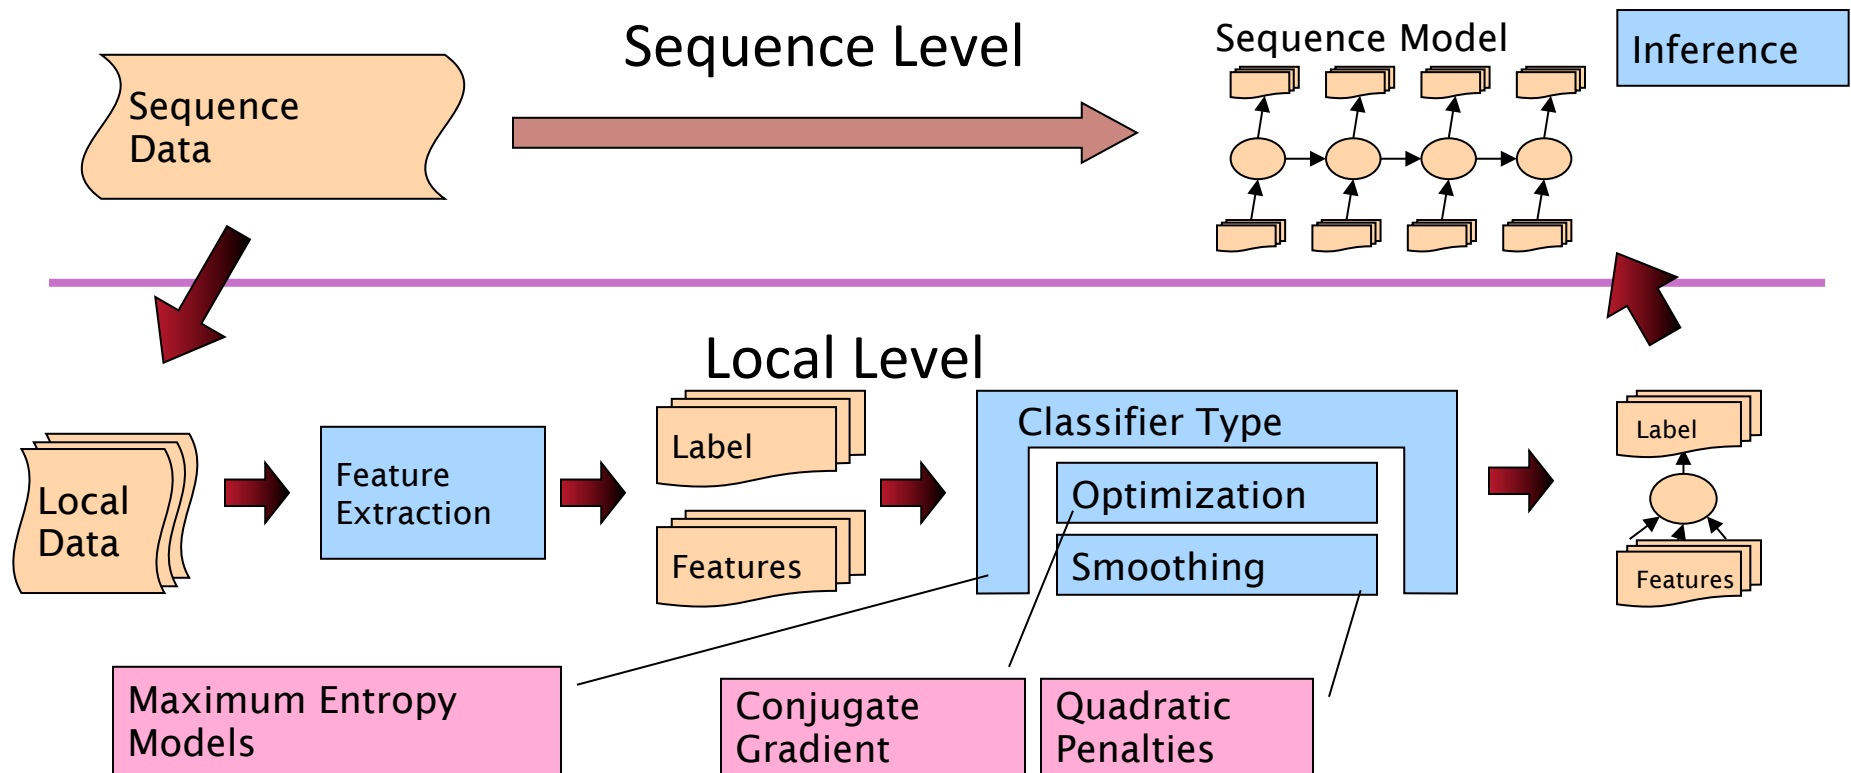 Sequence Level
Sequence Model
Inference
Sequence
Data
Local Level
Local
Data
Feature
Extraction
Label
Features
Classifier Type
Optimization
Smoothing
Label
Features
Maximum Entropy
Models
Conjugate
Gradient
Quadratic
Penalties